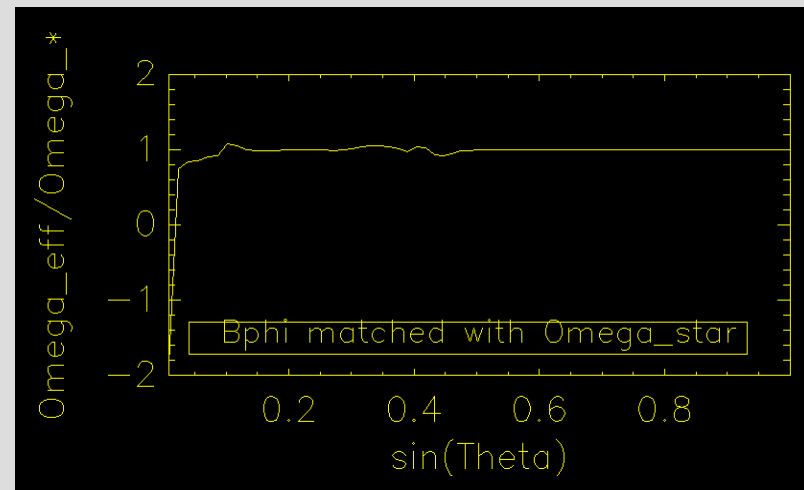 Omega_eff/Omega_*
2
1
0
−1
−2
Bphi matched with Omega_star
0.2 0.4 0.6 0.8
sin(Theta)